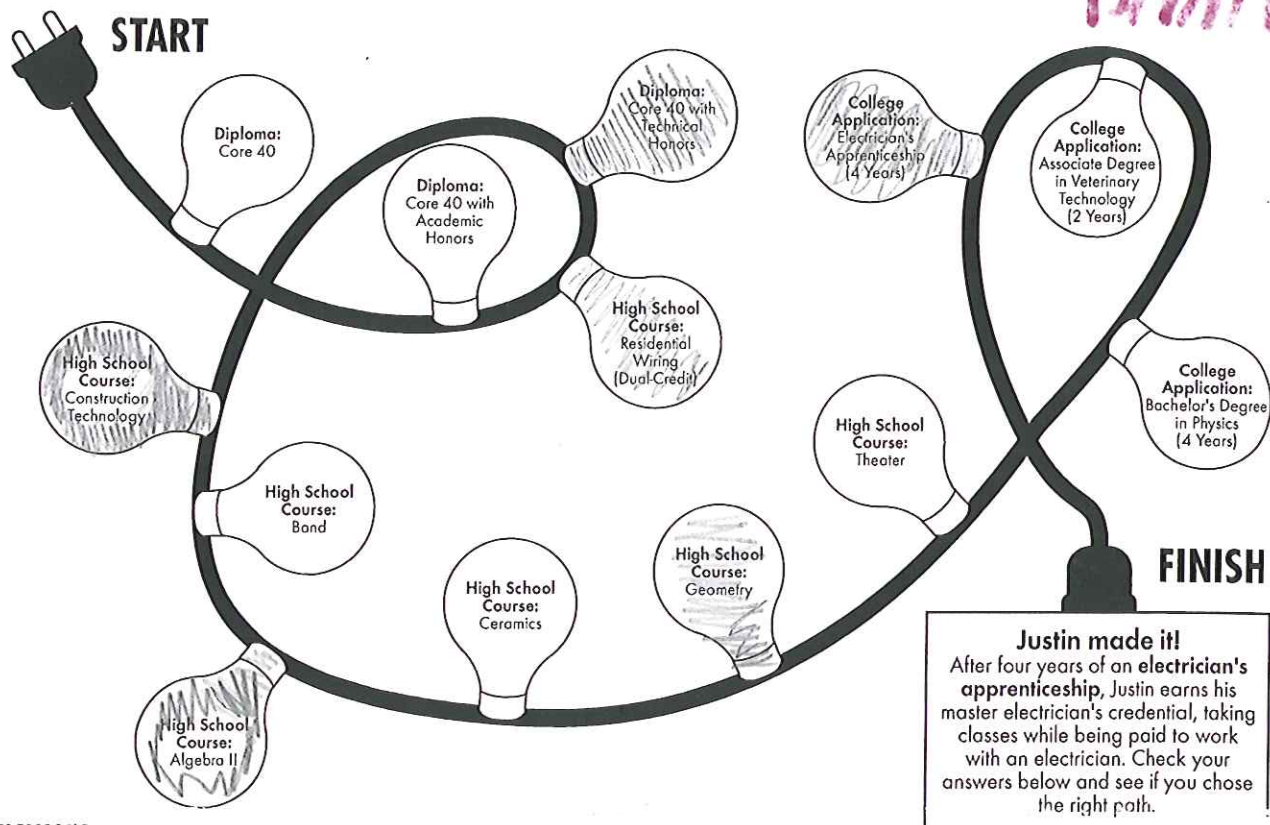 START
Diploma:
Core 40
Diploma:
Core 40 with
Academic
Honors
Diploma:
Core 40 with
Technical
Honors
High School
Course:
Residential
Wiring
(Dual-Credit)
High School
Course:
Construction
Technology
High School
Course:
Band
High School
Course:
Algebra II
High School
Course:
Ceramics
High School
Course:
Geometry
High School
Course:
Theater
College
Application:
Bachelor's Degree
in Physics
(4 Years)
College
Application:
Associate Degree
in Veterinary
Technology
(2 Years)
College
Application:
Electrician's
Apprenticeship
(4 Years)
FINISH
Justin made it!
After four years of an electrician's
apprenticeship, Justin earns his
master electrician's credential, taking
classes while being paid to work
with an electrician. Check your
answers below and see if you chose
the right path.